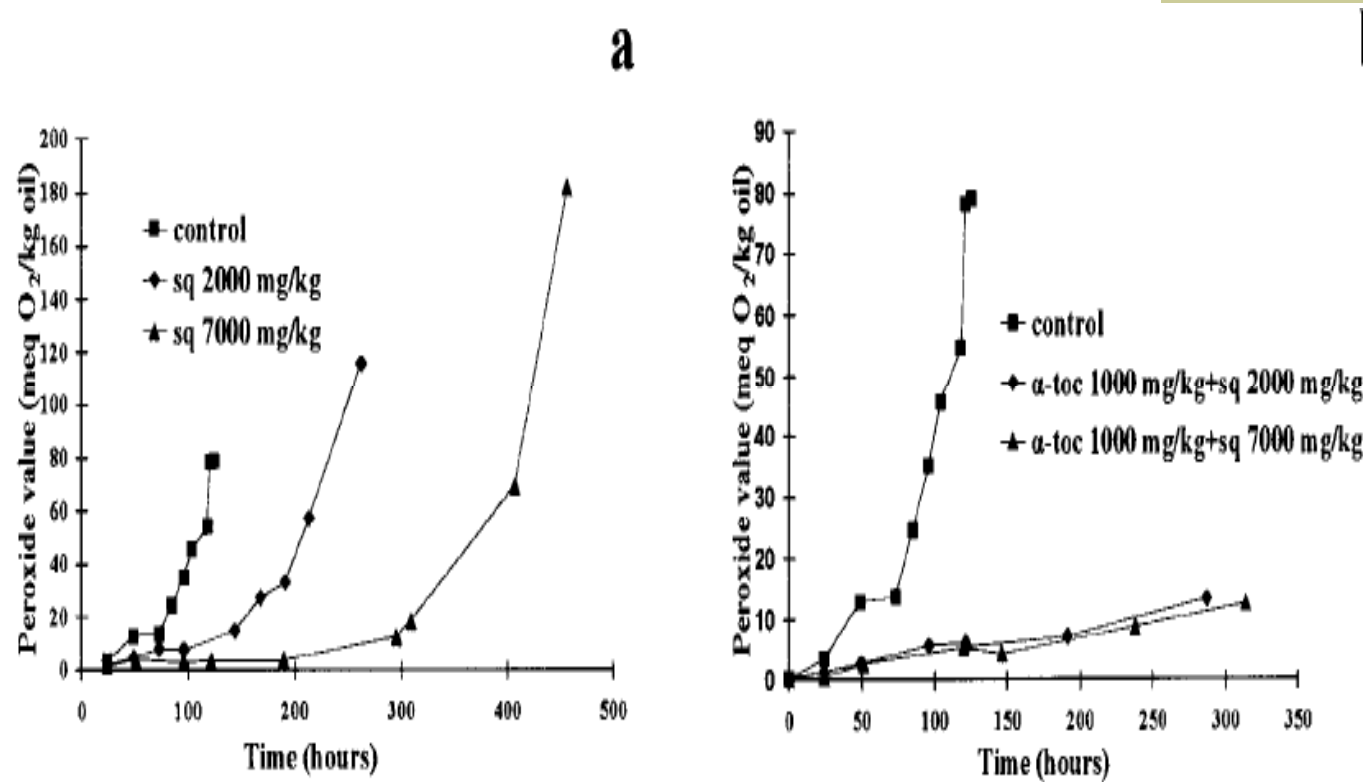 a
200
180
160
140
120
100
80
60
40
20
0
Peroxide value (meq O2/kg oil)
control
sq 2000 mg/kg
sq 7000 mg/kg
0 100 200 300 400 500
Time (hours)
90
80
70
60
50
40
30
20
10
0
Peroxide value (meq O2/kg oil)
control
α-toc 1000 mg/kg+sq 2000 mg/kg
α-toc 1000 mg/kg+sq 7000 mg/kg
0 50 100 150 200 250 300 350
Time (hours)